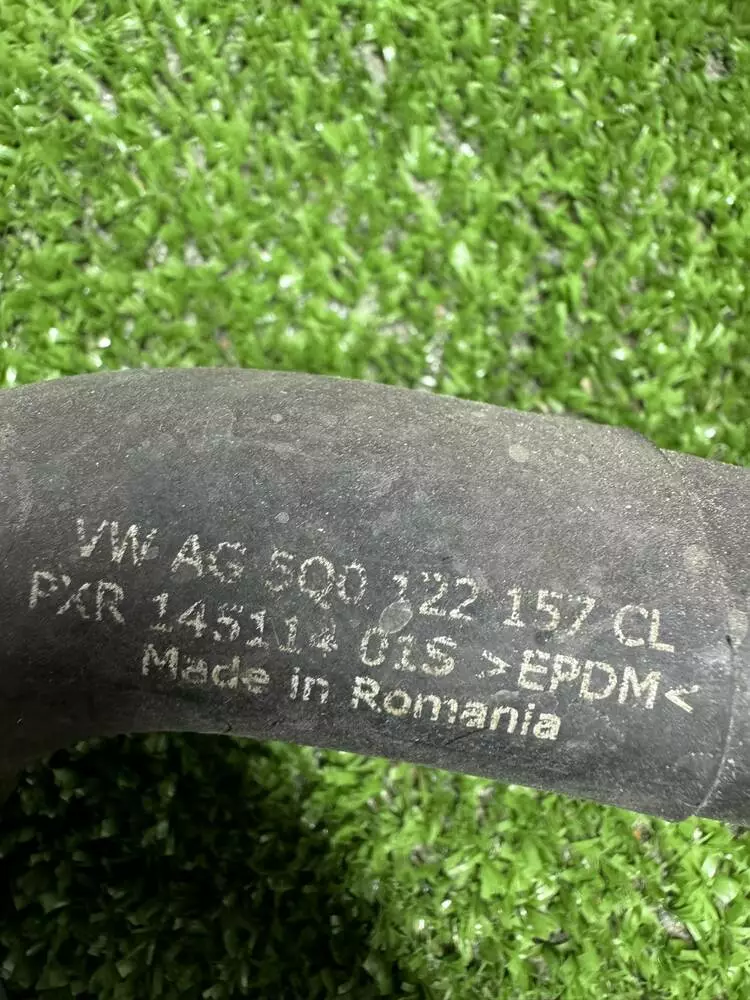 VW AG 5Q0 122 157 CL
PXR 145114 01S >EPDM<
Made in Romania